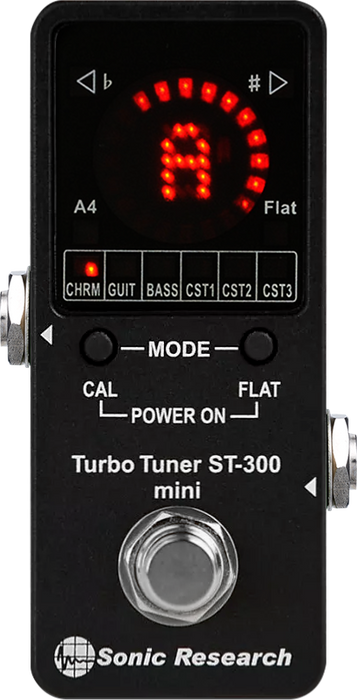 ♭ ♯
A
A4 Flat
CHRM GUIT BASS CST1 CST2 CST3
MODE
CAL FLAT
POWER ON
Turbo Tuner ST-300
mini
Sonic Research